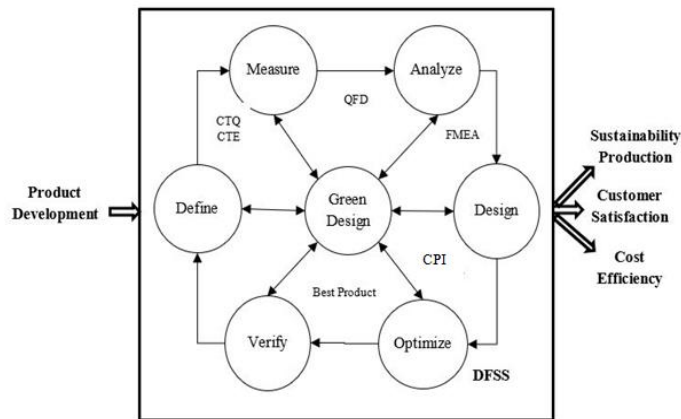 Measure
Analyze
QFD
CTQ
CTE
FMEA
Sustainability
Production
Product
Development
Define
Green
Design
Design
Customer
Satisfaction
CPI
Cost
Efficiency
Best Product
Verify
Optimize
DFSS